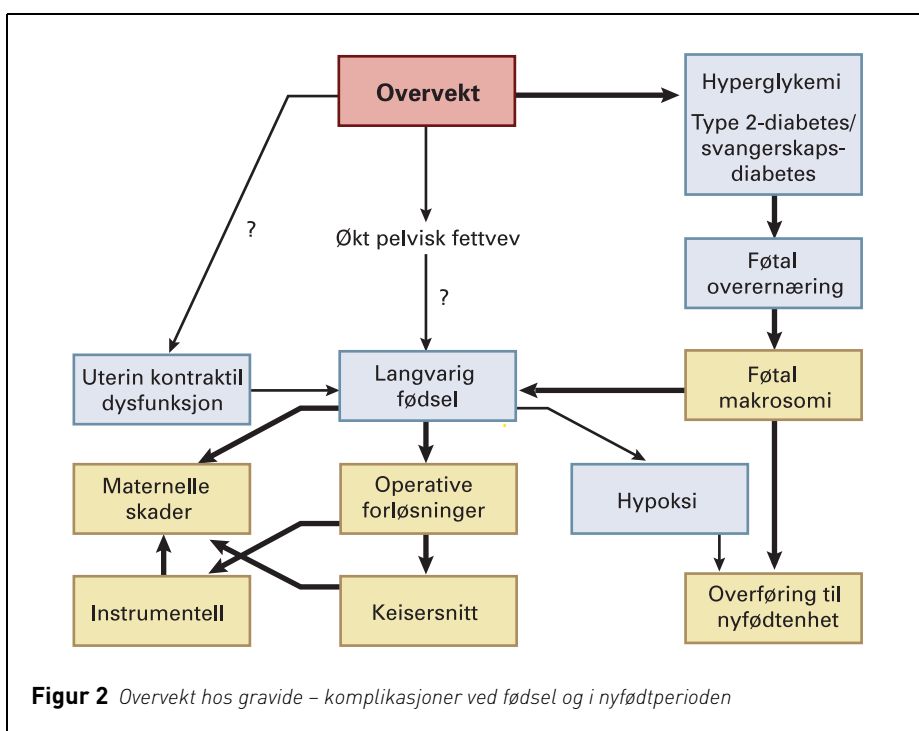 Overvekt
Hyperglykemi
Type 2-diabetes/
svangerskaps-
diabetes
?
Økt pelvisk fettvev
?
Føtal
overernæring
Uterin kontraktil
dysfunksjon
Langvarig
fødsel
Føtal
makrosomi
Maternelle
skader
Operative
forløsninger
Hypoksi
Instrumentell
Keisersnitt
Overføring til
nyfødtenhet
Figur 2 Overvekt hos gravide – komplikasjoner ved fødsel og i nyfødtperioden